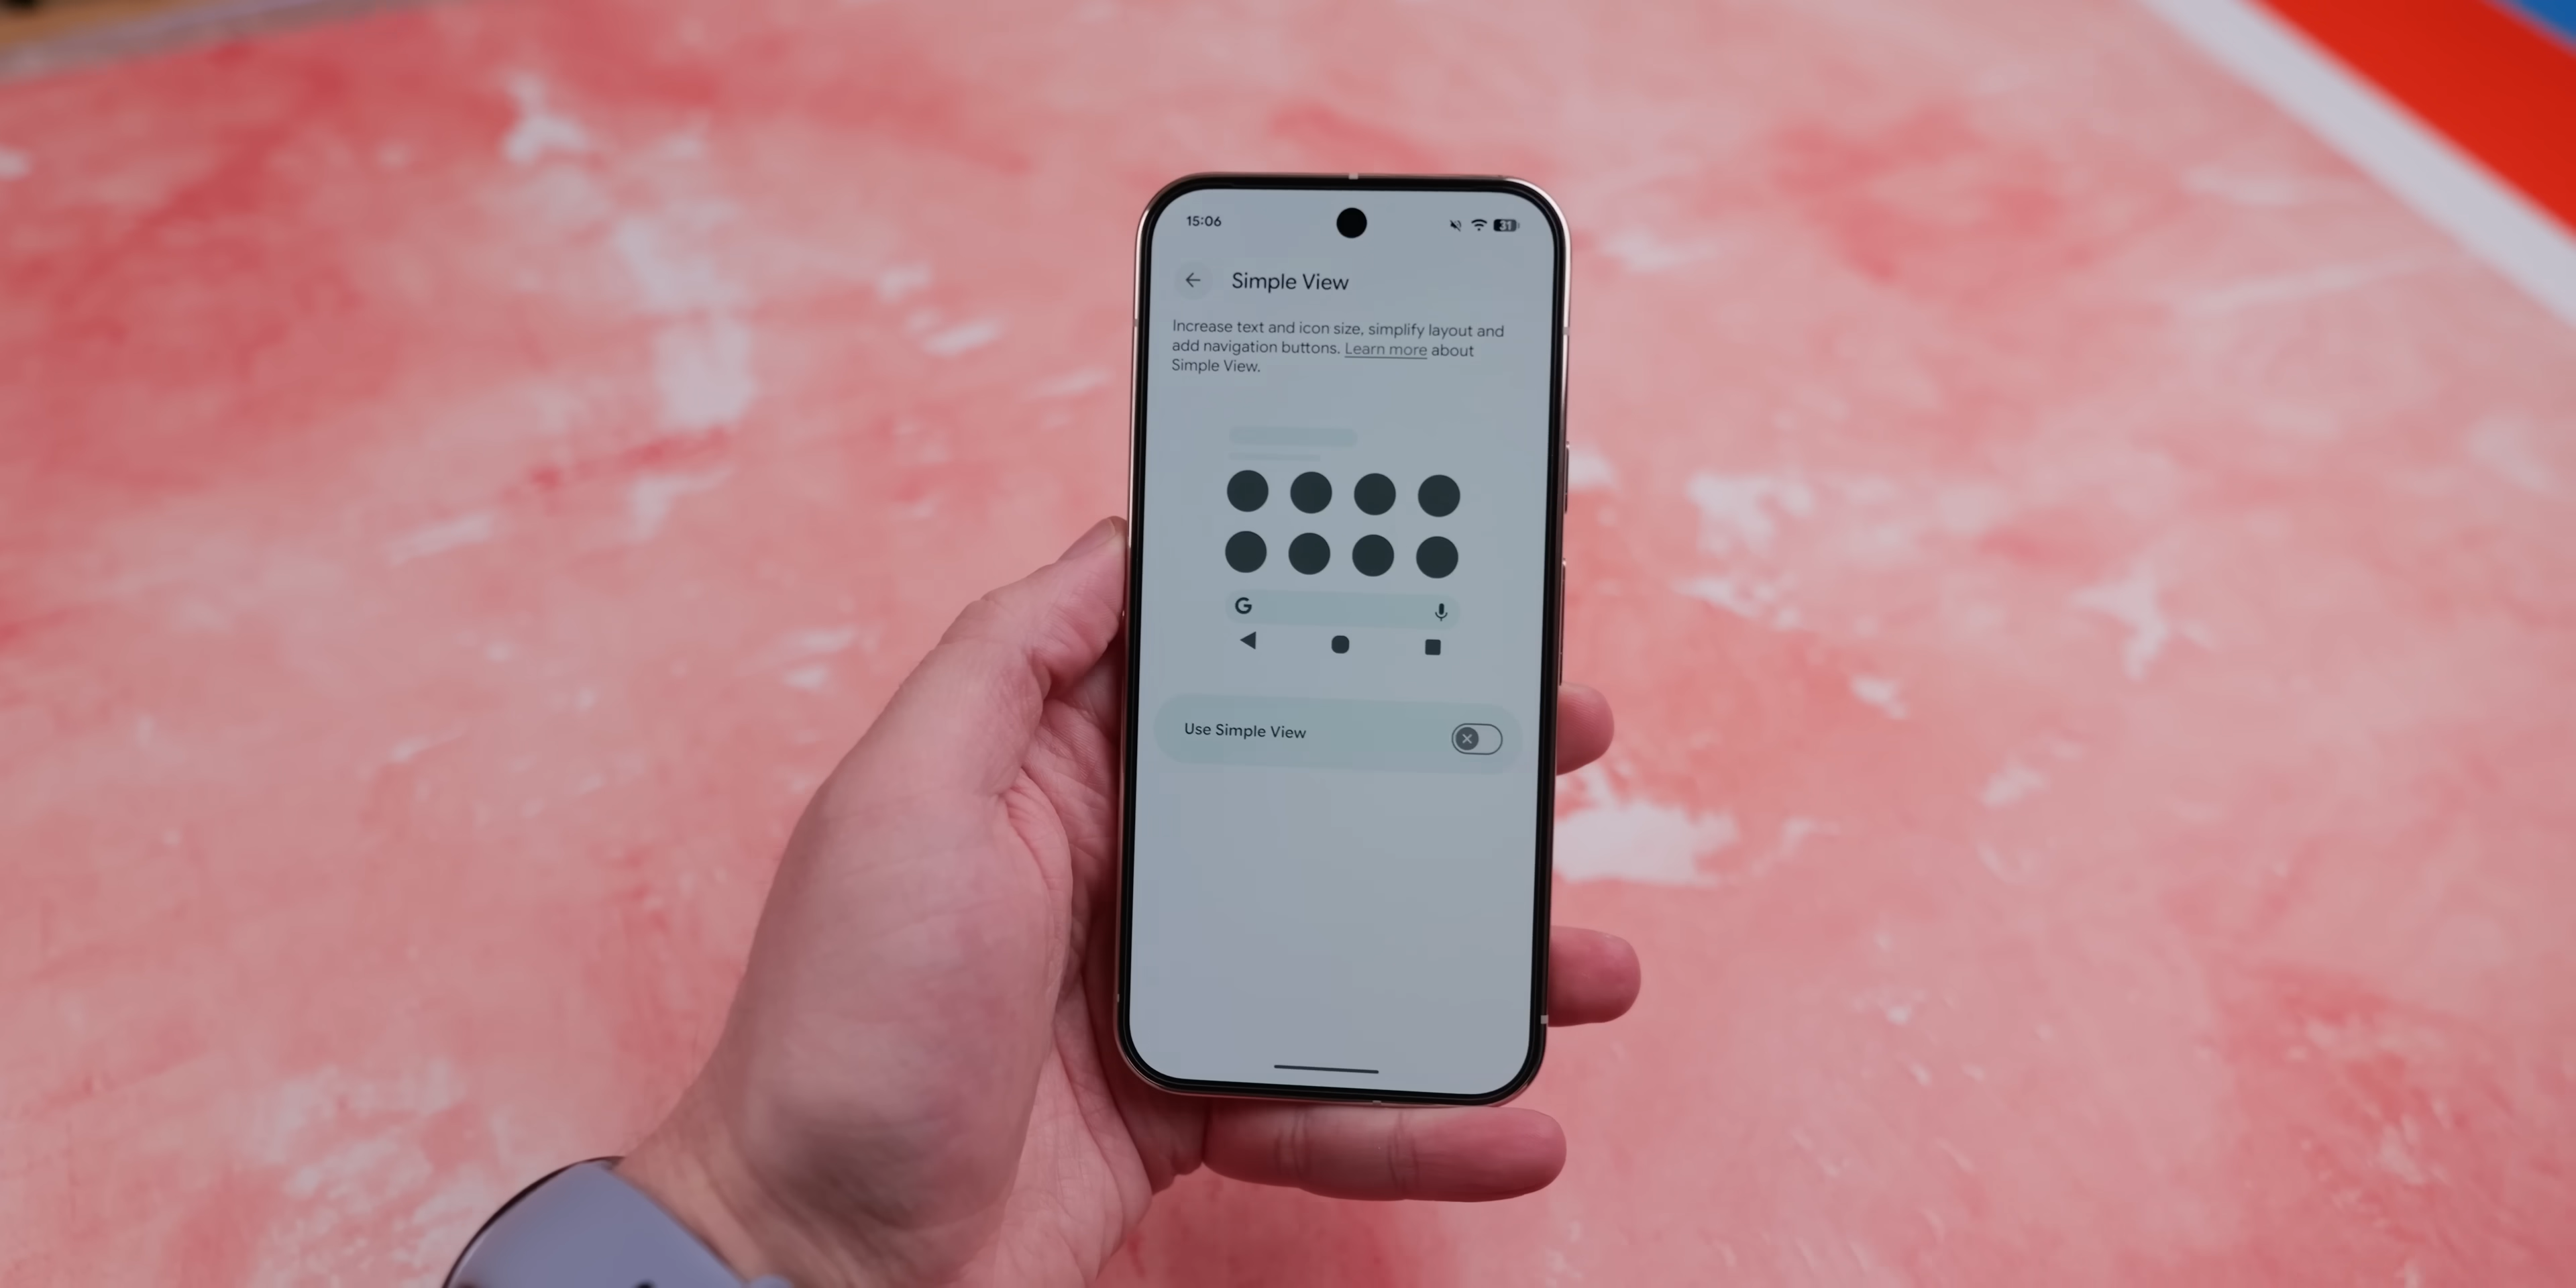 15:06
31
Simple View
Increase text and icon size, simplify layout and
add navigation buttons. Learn more about
Simple View.
G
Use Simple View